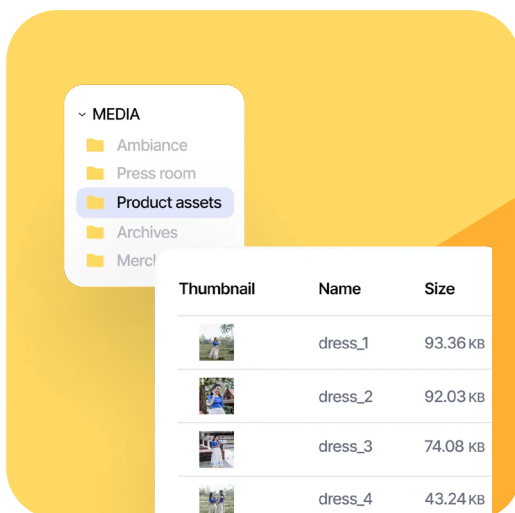 MEDIA
Ambiance
Press room
Product assets
Archives
Thumbnail Name Size
dress_1 93.36 KB
dress_2 92.03 KB
dress_3 74.08 KB
dress_4 43.24 KB